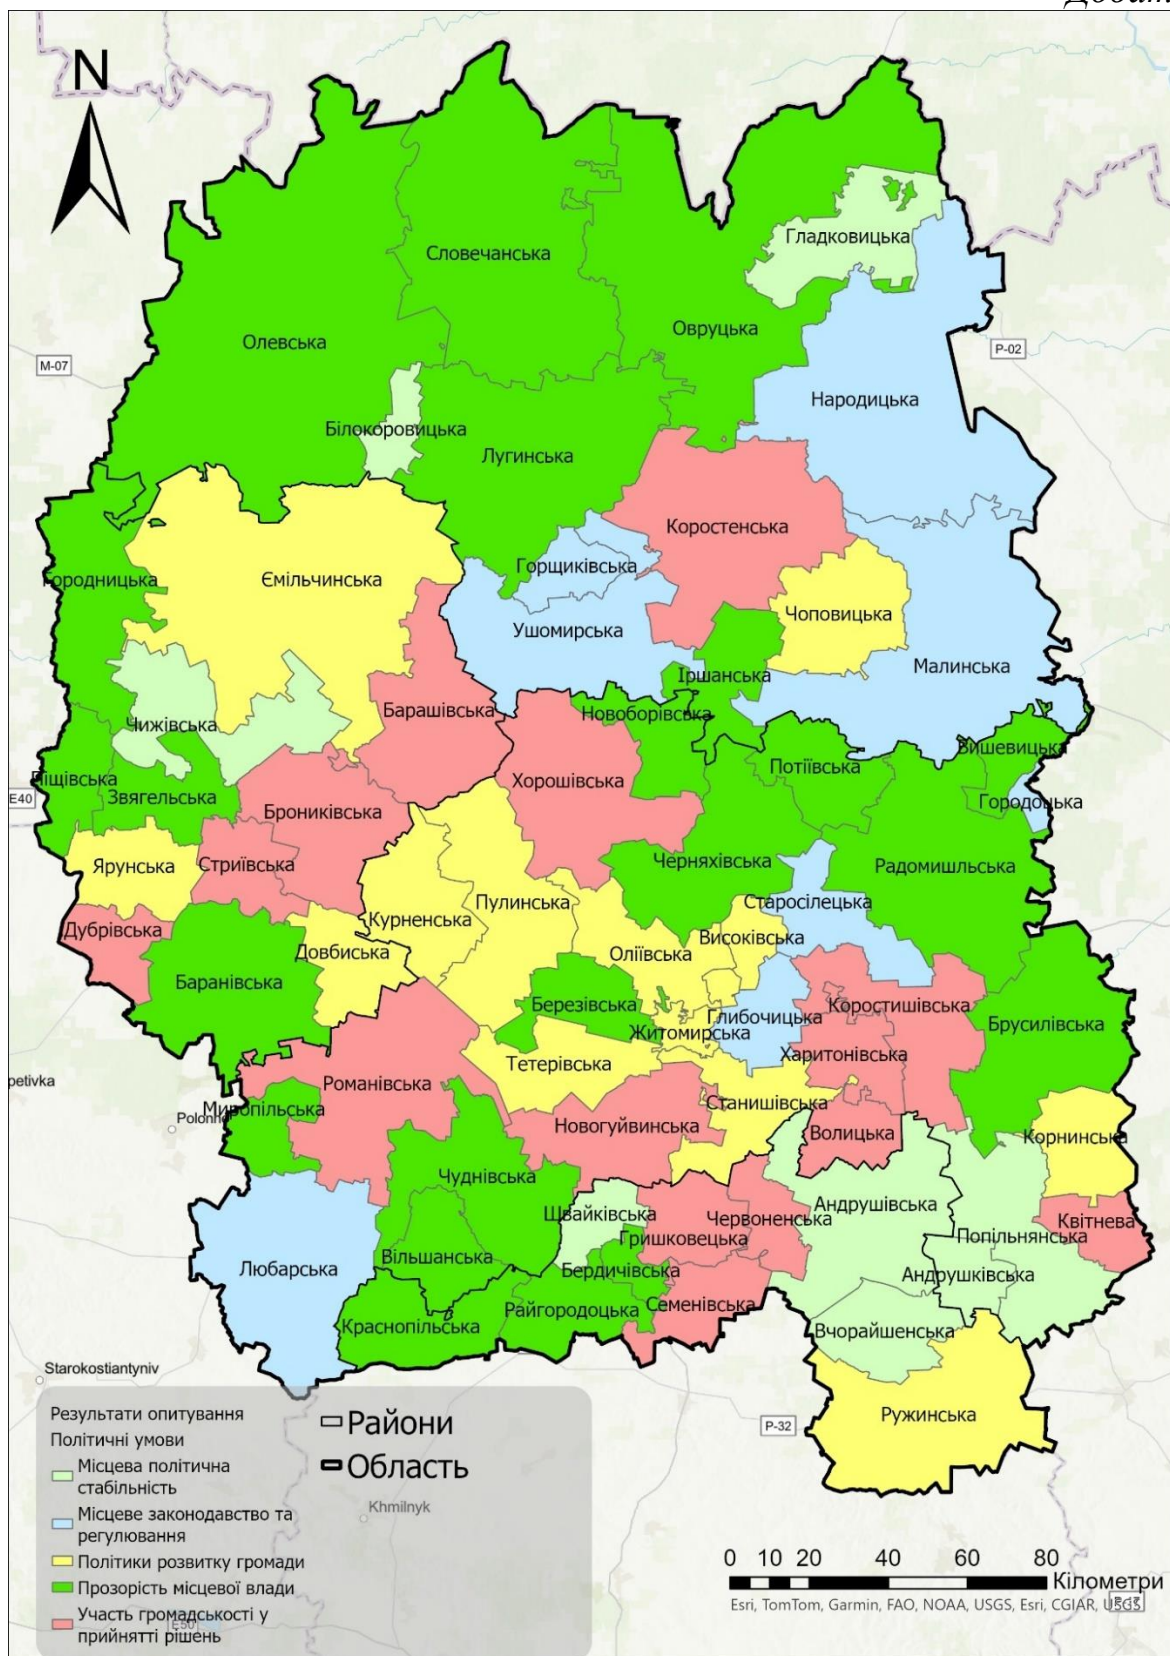 N
Гладковицька
Словечанська
Овруцька
Олевська
P-02
M-07
Народицька
Білокоровицька
Лугинська
Коростенська
Горщиківська
Ємільчинська
Чоповицька
Ушомирська
Малинська
Іршанська
Барашівська
Новоборівська
Чижівська
Вишевицька
Потіївська
Хорошівська
Звягельська
E40
Городоцька
Брониківська
Черняхівська
Радомишльська
Ярунська
Стриївська
Старосілецька
Пулинська
Курненська
Дубрівська
Високівська
Довбиська
Оліївська
Баранівська
Березівська
Коростишівська
Глибочицька
Брусилівська
Житомирська
Харитонівська
Тетерівська
Романівська
petivka
Станишівська
Миропільська
Новогуйвинська
Волицька
Корнинська
Чуднівська
Андрушівська
Швайківська
Червоненська
Квітнева
Гришковецька
Попільнянська
Вільшанська
Любарська
Бердичівська
Андрушківська
Семенівська
Райгородоцька
Краснопільська
Вчорайшенська
Starokostiantyniv
Ружинська
P-32
Результати опитування
Політичні умови
Місцева політична
стабільність
Місцеве законодавство та
регулювання
Політики розвитку громади
Прозорість місцевої влади
Участь громадськості у
прийнятті рішень
Райони
Область
Khmilnyk
E50
0 10 20 40 60 80
Кілометри
Esri, TomTom, Garmin, FAO, NOAA, USGS, Esri, CGIAR, USGS